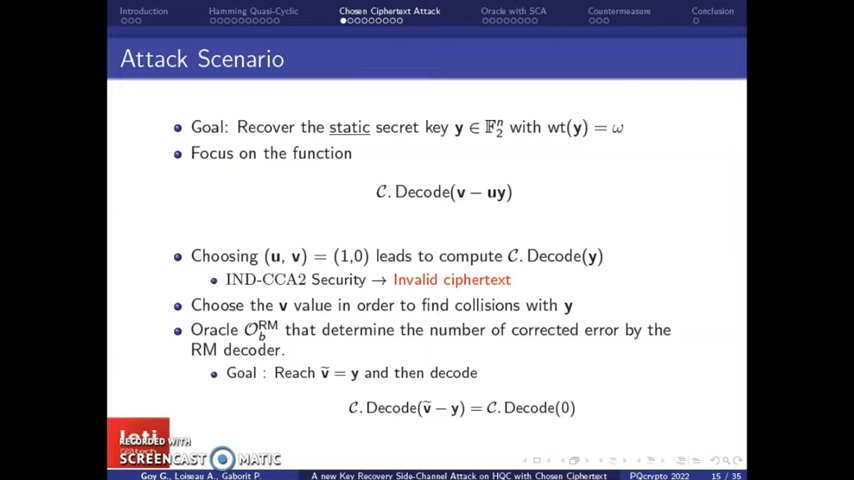 Introduction Hamming Quasi-Cyclic Chosen Ciphertext Attack Oracle with SCA Countermeasure Conclusion
Attack Scenario
Goal: Recover the static secret key y ∈ 𝔽₂ⁿ with wt(y) = ω
Focus on the function
𝒞. Decode(v − uy)
Choosing (u, v) = (1,0) leads to compute 𝒞. Decode(y)
IND-CCA2 Security → Invalid ciphertext
Choose the v value in order to find collisions with y
Oracle 𝒪_b^RM that determine the number of corrected error by the
RM decoder.
Goal : Reach ṽ = y and then decode
𝒞. Decode(ṽ − y) = 𝒞. Decode(0)
RECORDED WITH
SCREENCAST MATIC
Goy G., Loiseau A., Gaborit P. A new Key Recovery Side-Channel Attack on HQC with Chosen Ciphertext PQcrypto 2022 15 / 35